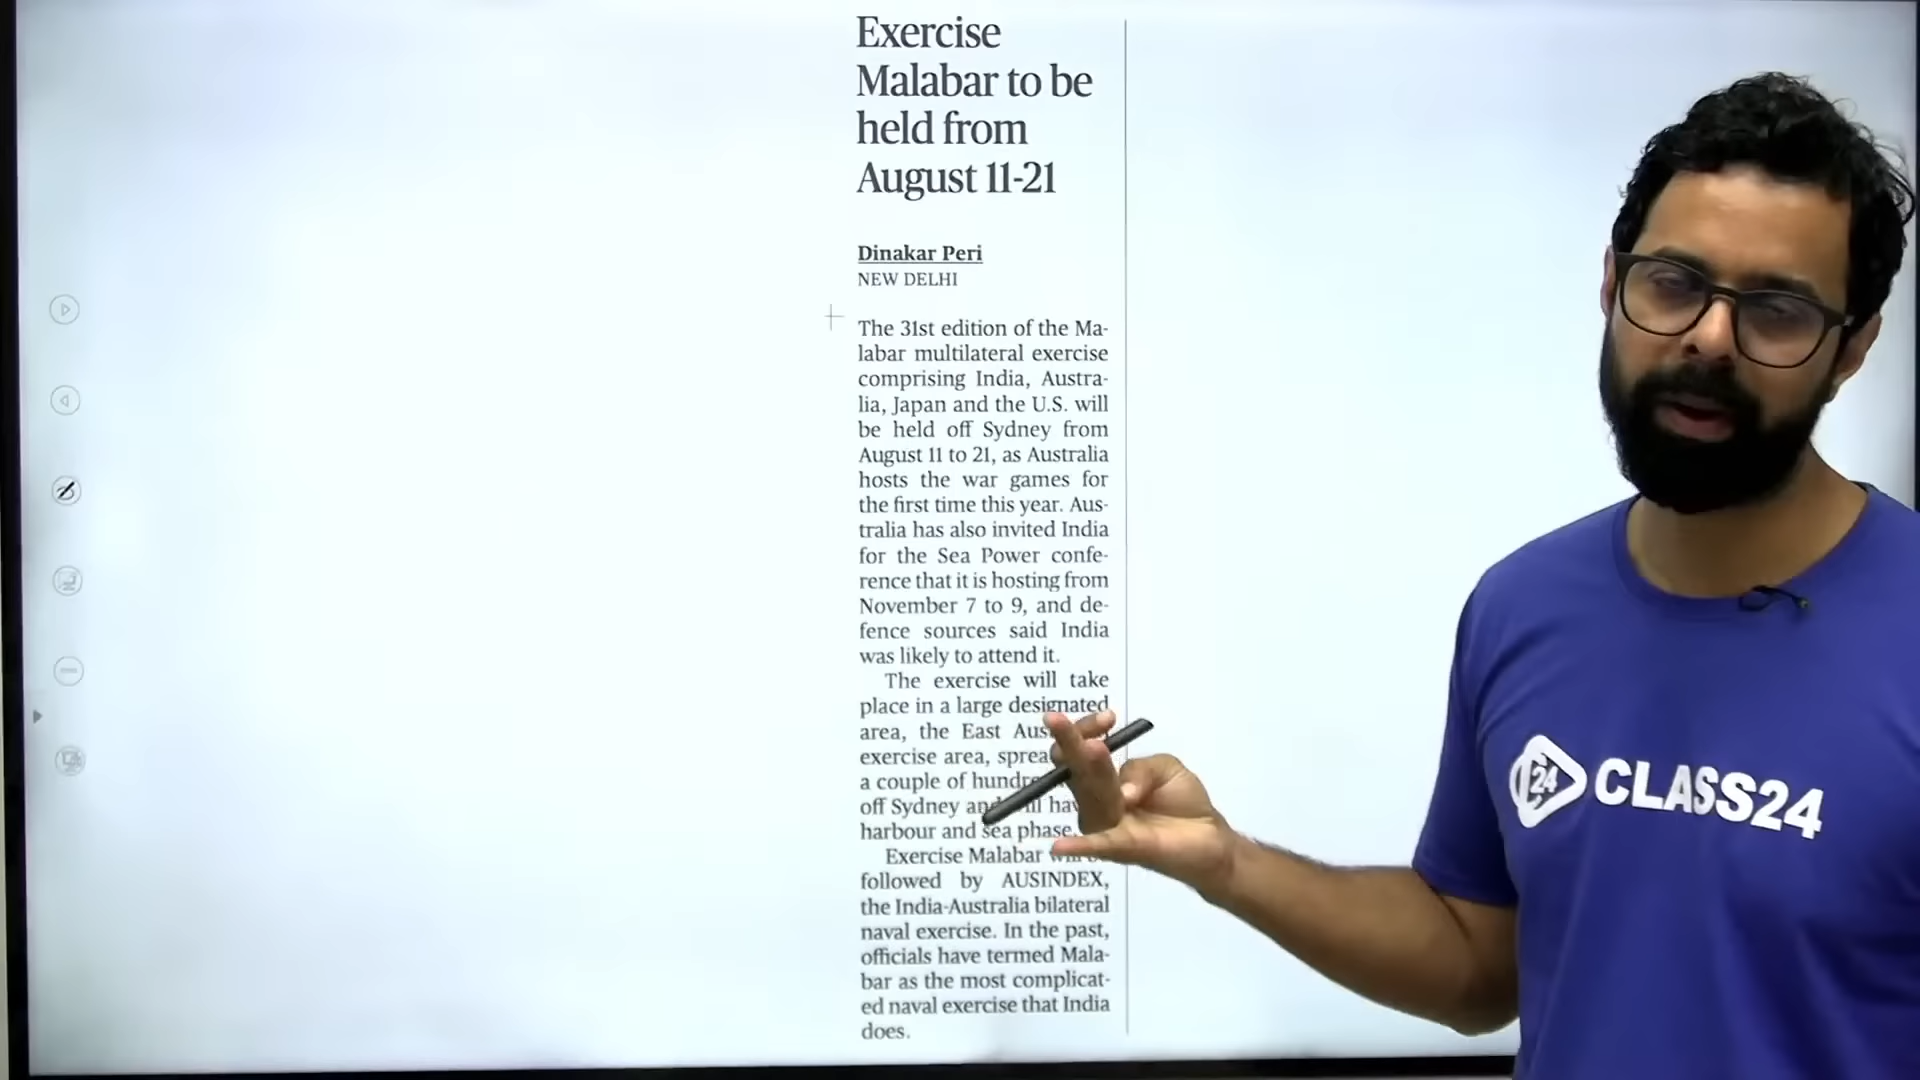 Exercise
Malabar to be
held from
August 11-21
Dinakar Peri
NEW DELHI
The 31st edition of the Ma-
labar multilateral exercise
comprising India, Austra-
lia, Japan and the U.S. will
be held off Sydney from
August 11 to 21, as Australia
hosts the war games for
the first time this year. Aus-
tralia has also invited India
for the Sea Power confe-
rence that it is hosting from
November 7 to 9, and de-
fence sources said India
was likely to attend it.
The exercise will take
place in a large designated
area, the East
exercise area,
a couple of
off Sydney
harbour and sea phase.
Exercise Malabar
followed by AUSINDEX,
the India-Australia bilateral
naval exercise. In the past,
officials have termed Mala-
bar as the most complicat-
ed naval exercise that India
does.
24 CLASS24